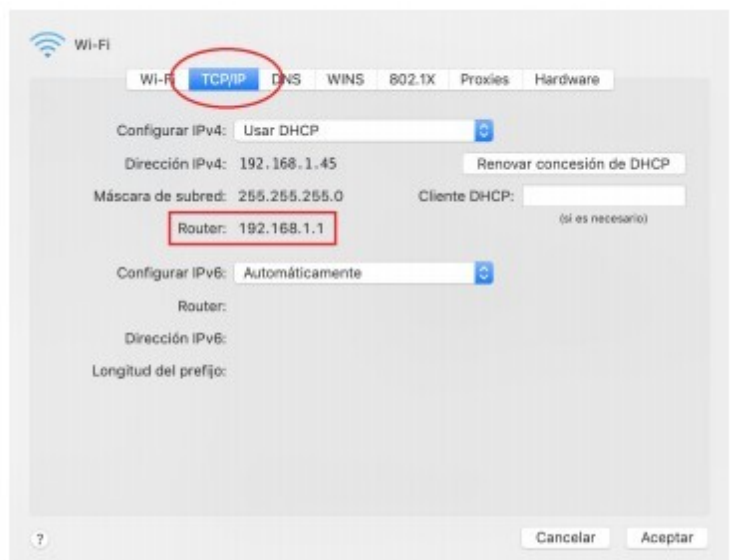 Wi-Fi
Wi-Fi TCP/IP DNS WINS 802.1X Proxies Hardware
Configurar IPv4: Usar DHCP
Dirección IPv4: 192.168.1.45 Renovar concesión de DHCP
Máscara de subred: 255.255.255.0 Cliente DHCP:
(si es necesario)
Router: 192.168.1.1
Configurar IPv6: Automáticamente
Router:
Dirección IPv6:
Longitud del prefijo:
? Cancelar Aceptar